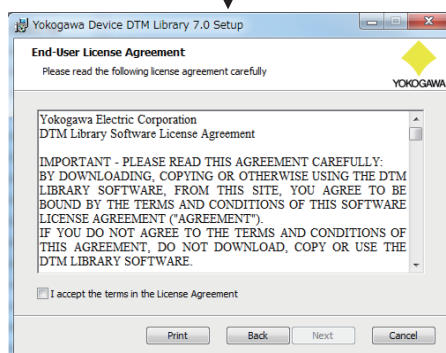 Yokogawa Device DTM Library 7.0 Setup
End-User License Agreement
Please read the following license agreement carefully
YOKOGAWA
Yokogawa Electric Corporation
DTM Library Software License Agreement
IMPORTANT - PLEASE READ THIS AGREEMENT CAREFULLY:
BY DOWNLOADING, COPYING OR OTHERWISE USING THE DTM
LIBRARY SOFTWARE, FROM THIS SITE, YOU AGREE TO BE
BOUND BY THE TERMS AND CONDITIONS OF THIS SOFTWARE
LICENSE AGREEMENT ("AGREEMENT").
IF YOU DO NOT AGREE TO THE TERMS AND CONDITIONS OF
THIS AGREEMENT, DO NOT DOWNLOAD, COPY OR USE THE
DTM LIBRARY SOFTWARE.
I accept the terms in the License Agreement
Print Back Next Cancel